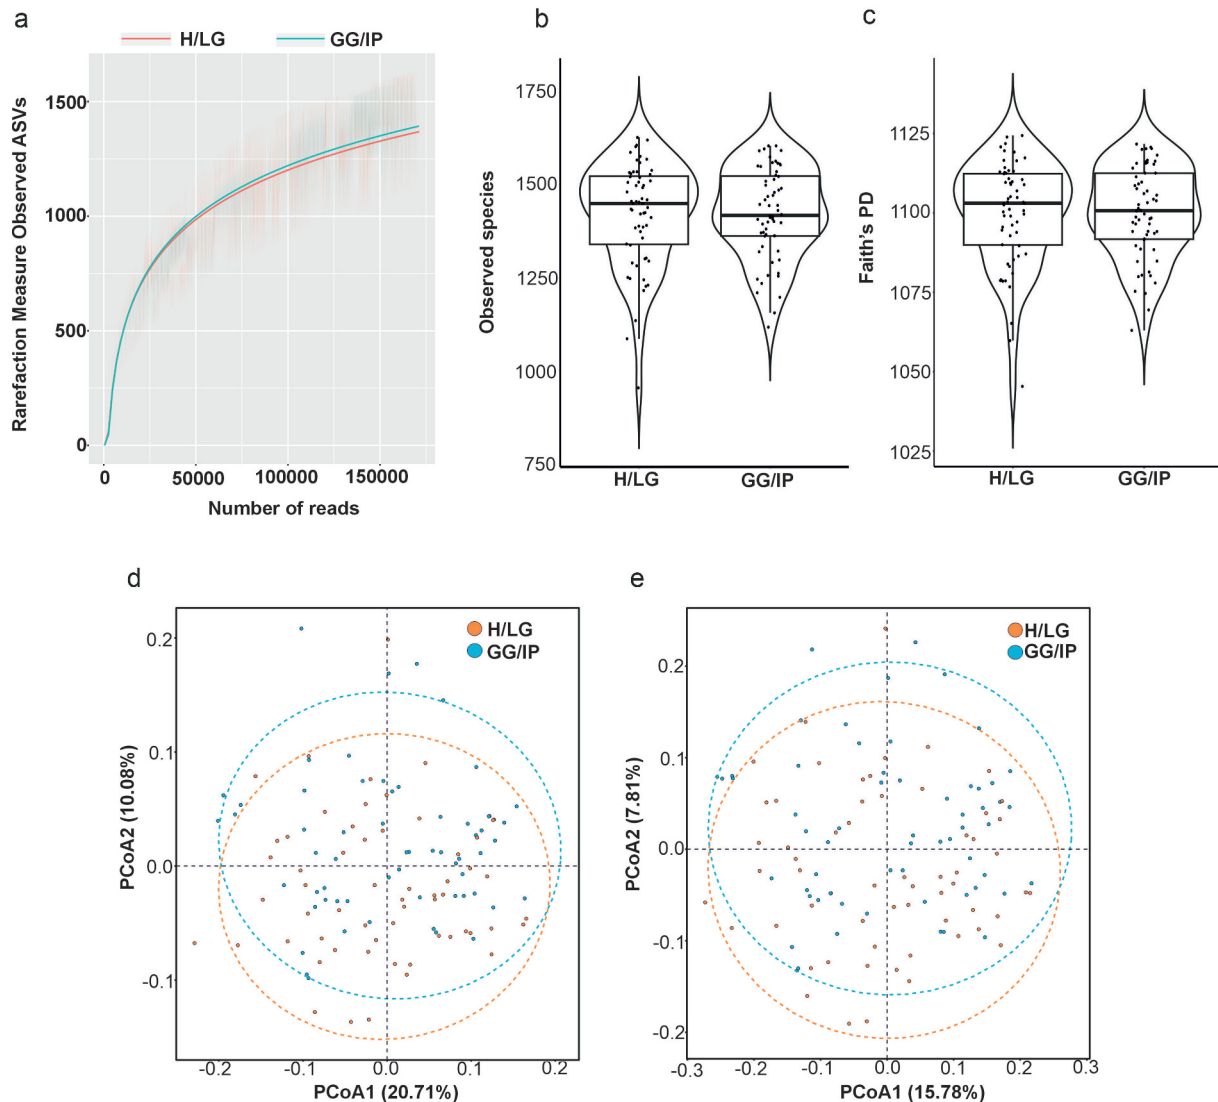 a
H/LG
GG/IP
Rarefaction Measure Observed ASVs
1500
1000
500
0
0
50000
100000
150000
Number of reads
b
Observed species
1750
1500
1250
1000
750
H/LG
GG/IP
c
Faith's PD
1125
1100
1075
1050
1025
H/LG
GG/IP
d
H/LG
GG/IP
PCoA2 (10.08%)
0.2
0.1
0.0
-0.1
-0.2
-0.1
0.0
0.1
0.2
PCoA1 (20.71%)
e
H/LG
GG/IP
PCoA2 (7.81%)
0.2
0.1
0.0
-0.1
-0.2
-0.3
-0.2
-0.1
0.0
0.1
0.2
0.3
PCoA1 (15.78%)